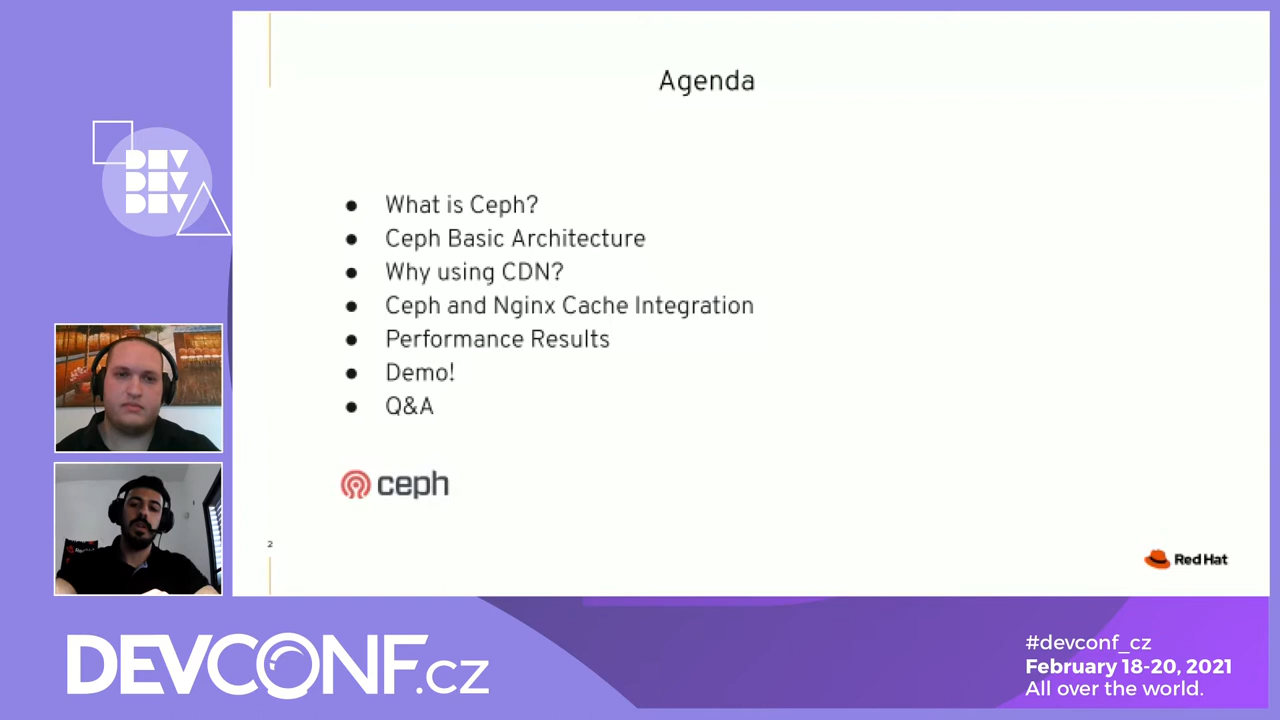 Agenda
DEV
DEV
DEV
● What is Ceph?
● Ceph Basic Architecture
● Why using CDN?
● Ceph and Nginx Cache Integration
● Performance Results
● Demo!
● Q&A
ceph
2
Red Hat
DEVCONF.cz
#devconf_cz
February 18-20, 2021
All over the world.